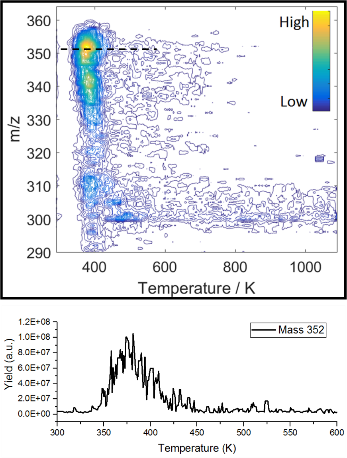 360
350
340
330
320
310
300
290
m/z
High
Low
400 600 800 1000
Temperature / K
1.2E+08
1.0E+08
8.0E+07
6.0E+07
4.0E+07
2.0E+07
0.0E+00
Yield (a.u.)
Mass 352
300 350 400 450 500 550 600
Temperature (K)